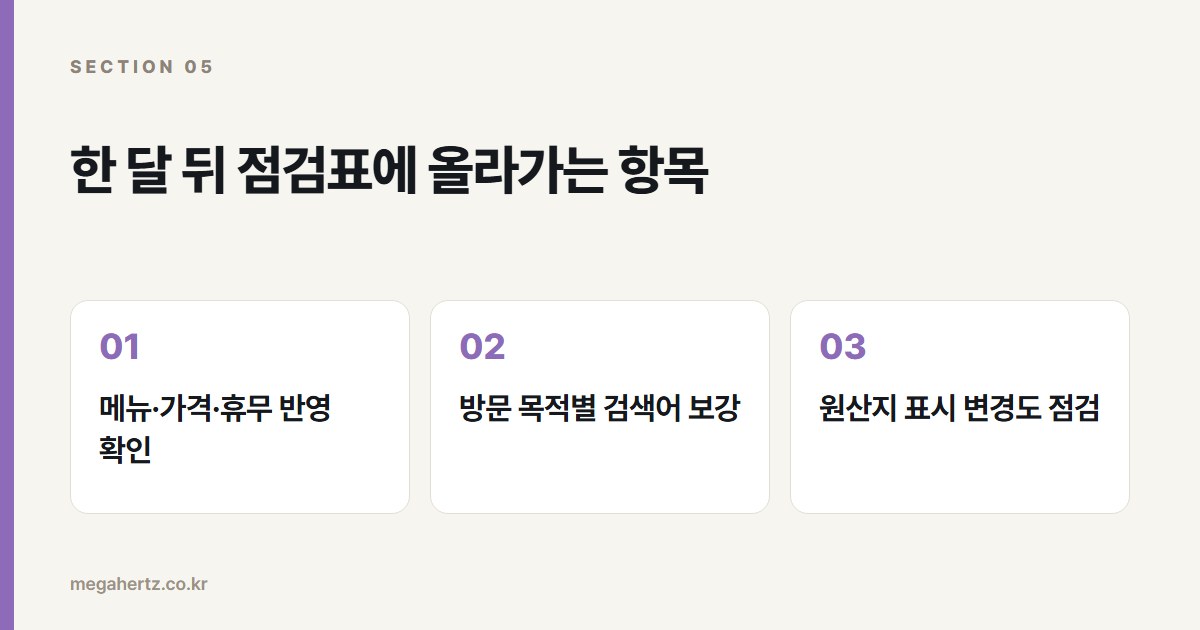 SECTION 05
한 달 뒤 점검표에 올라가는 항목
01
메뉴·가격·휴무 반영
확인
02
방문 목적별 검색어 보강
03
원산지 표시 변경도 점검
megahertz.co.kr